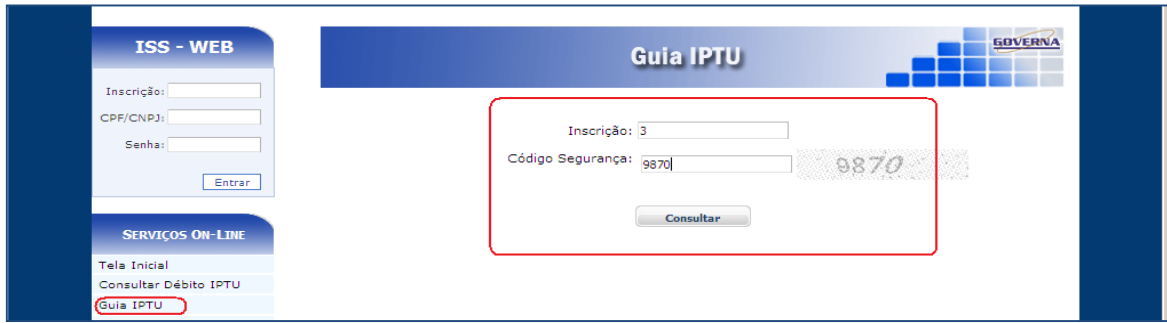 ISS - WEB
Inscrição:
CPF/CNPJ:
Senha:
Entrar
SERVIÇOS ON-LINE
Tela Inicial
Consultar Débito IPTU
Guia IPTU
Guia IPTU
GOVERNA
Inscrição: 3
Código Segurança: 9870 9870
Consultar